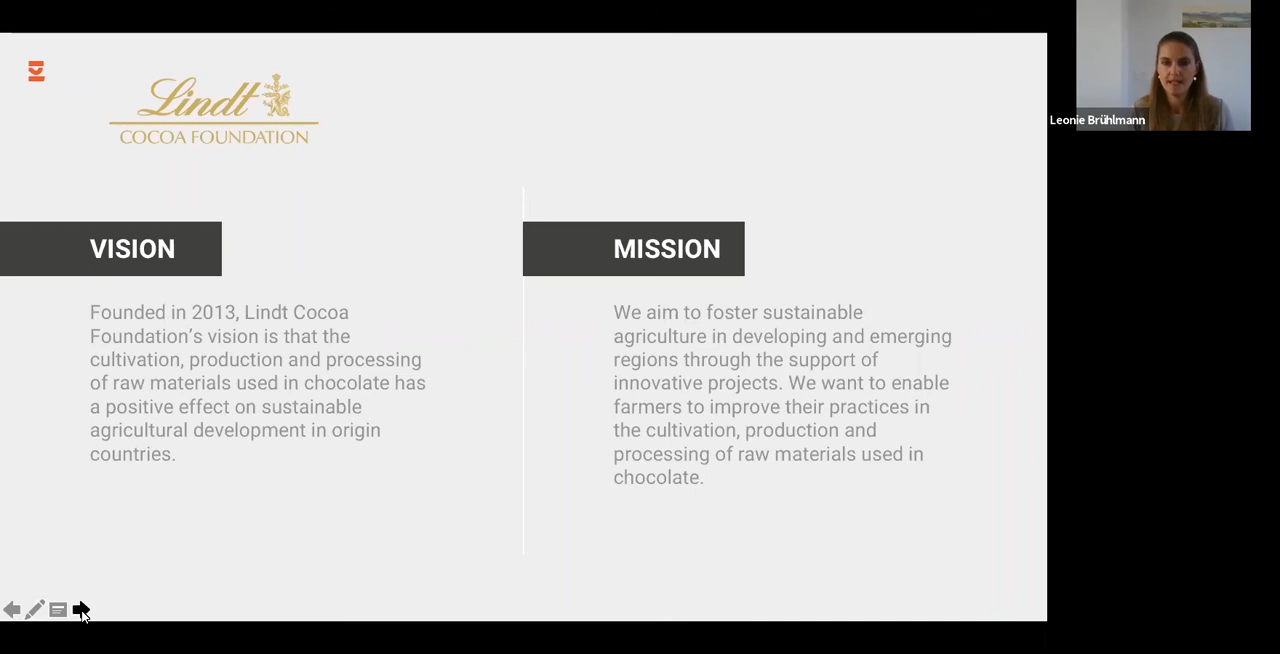 Lindt
COCOA FOUNDATION
VISION
Founded in 2013, Lindt Cocoa
Foundation’s vision is that the
cultivation, production and processing
of raw materials used in chocolate has
a positive effect on sustainable
agricultural development in origin
countries.
MISSION
We aim to foster sustainable
agriculture in developing and emerging
regions through the support of
innovative projects. We want to enable
farmers to improve their practices in
the cultivation, production and
processing of raw materials used in
chocolate.
Leonie Brühlmann